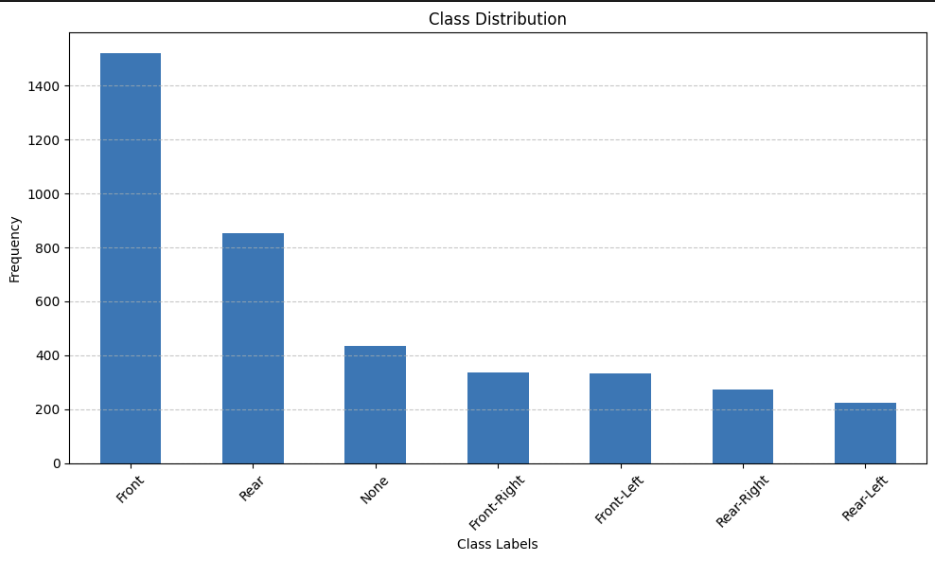 Class Distribution
Frequency
1400
1200
1000
800
600
400
200
0
Front
Rear
None
Front-Right
Front-Left
Rear-Right
Rear-Left
Class Labels